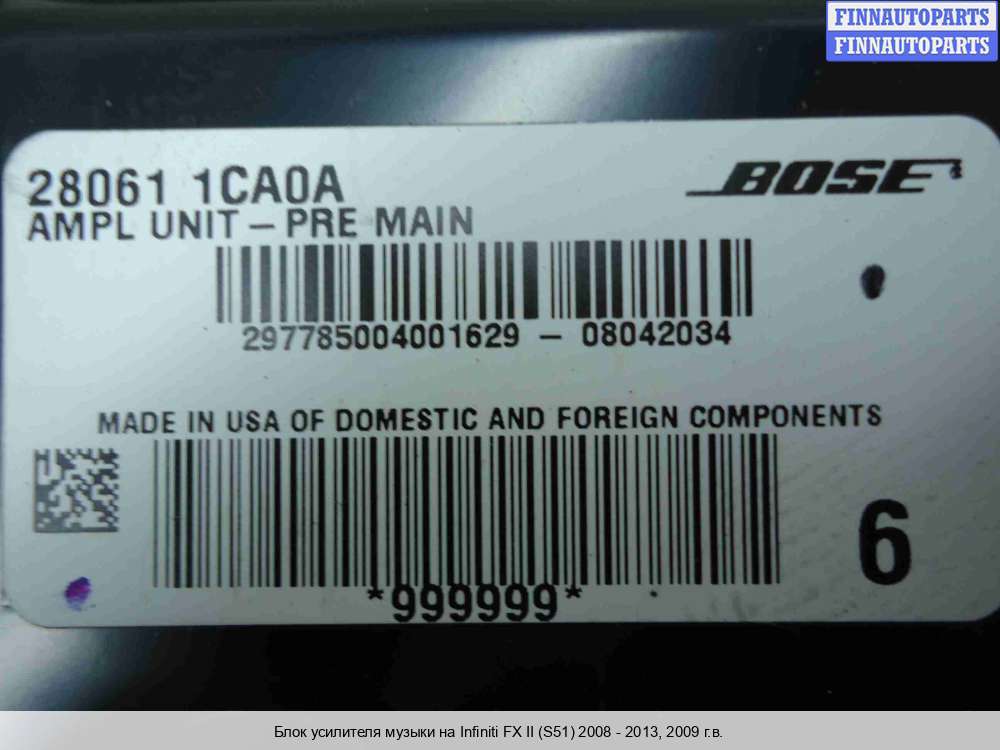 FINNAUTOPARTS
FINNAUTOPARTS
28061 1CA0A
BOSE
AMPL UNIT – PRE MAIN
297785004001629 – 08042034
MADE IN USA OF DOMESTIC AND FOREIGN COMPONENTS
6
*999999*
Блок усилителя музыки на Infiniti FX II (S51) 2008 - 2013, 2009 г.в.